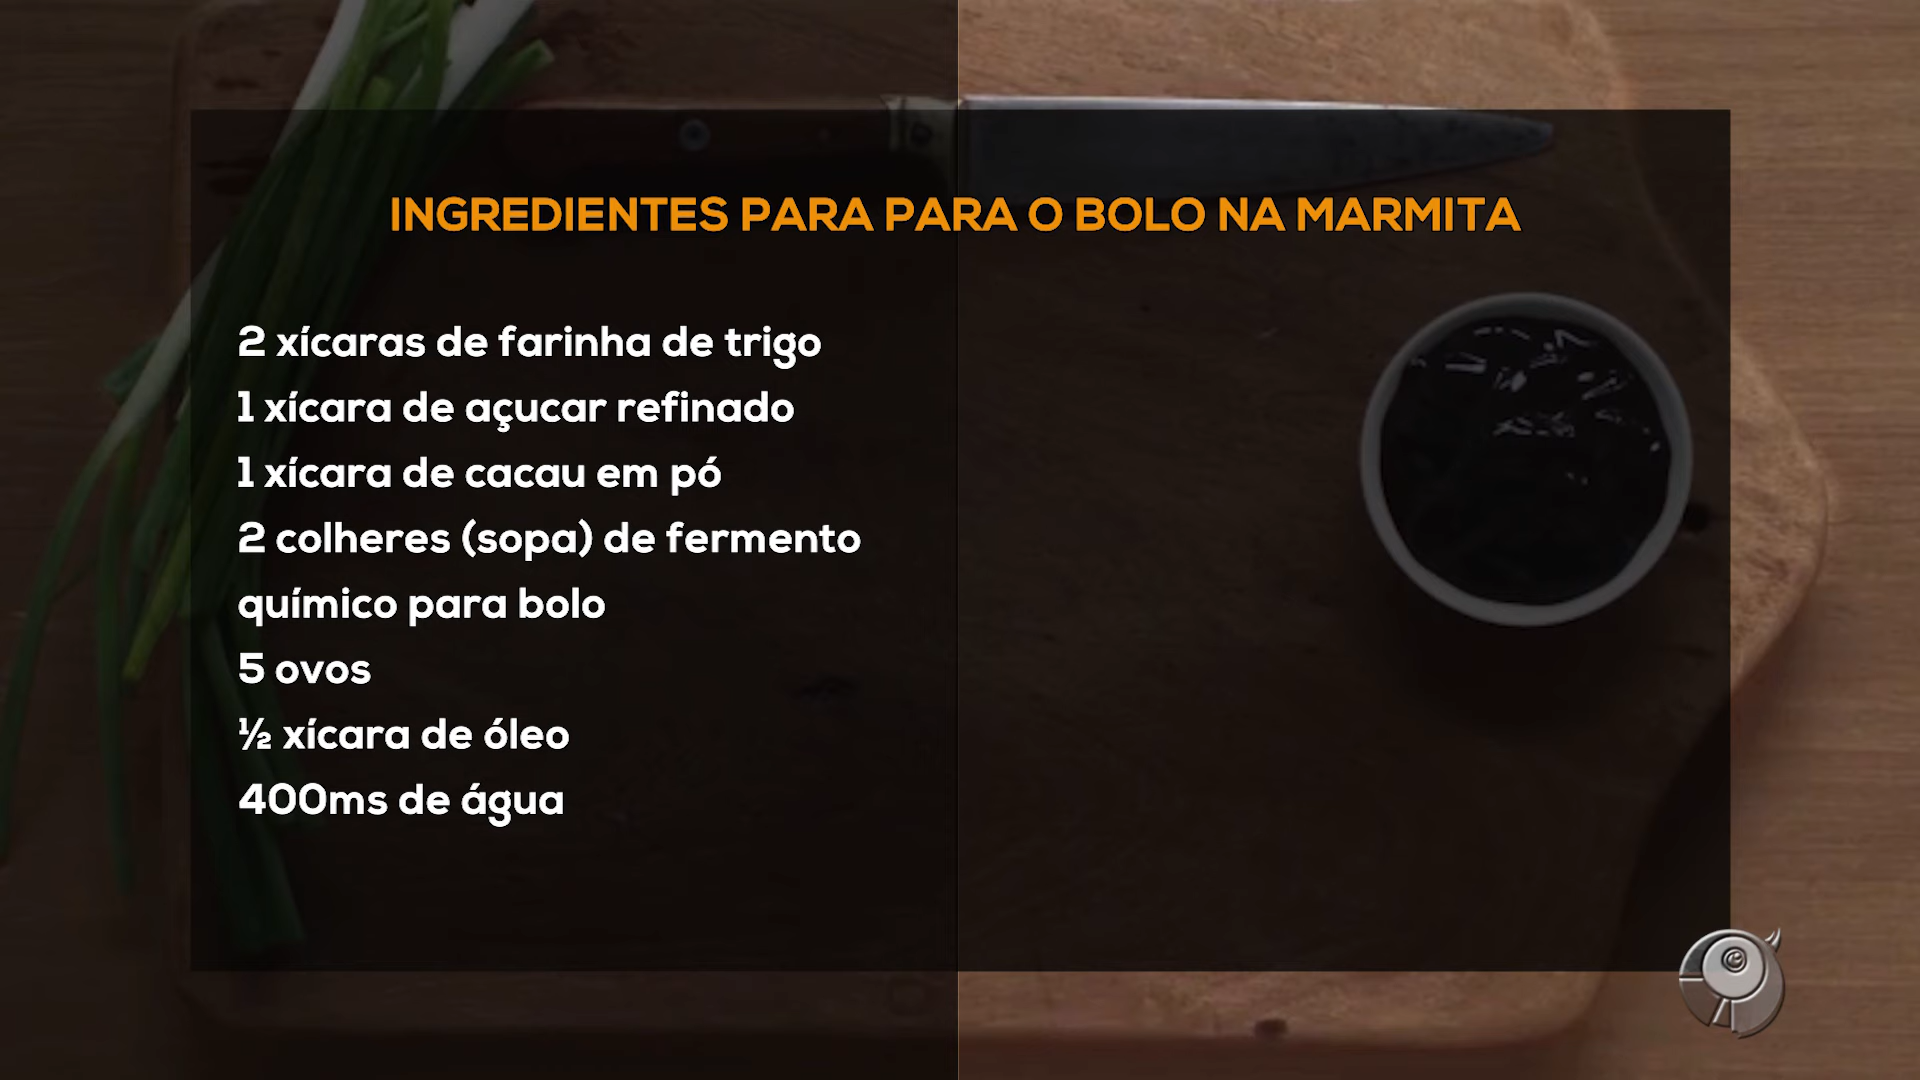 INGREDIENTES PARA PARA O BOLO NA MARMITA
2 xícaras de farinha de trigo
1 xícara de açucar refinado
1 xícara de cacau em pó
2 colheres (sopa) de fermento
químico para bolo
5 ovos
½ xícara de óleo
400ms de água